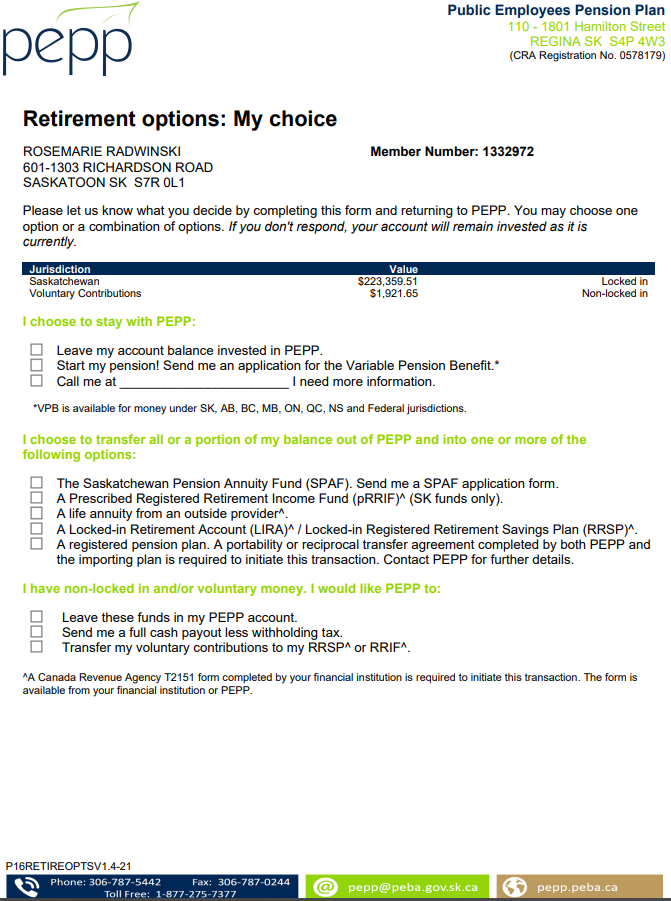 pepp
Public Employees Pension Plan
110 - 1801 Hamilton Street
REGINA SK  S4P 4W3
(CRA Registration No. 0578179)
Retirement options: My choice
ROSEMARIE RADWINSKI
Member Number: 1332972
601-1303 RICHARDSON ROAD
SASKATOON SK  S7R 0L1
Please let us know what you decide by completing this form and returning to PEPP. You may choose one
option or a combination of options. If you don't respond, your account will remain invested as it is
currently.
Jurisdiction Value
Saskatchewan $223,359.51 Locked in
Voluntary Contributions $1,921.65 Non-locked in
I choose to stay with PEPP:
Leave my account balance invested in PEPP.
Start my pension! Send me an application for the Variable Pension Benefit.*
Call me at ________________________ I need more information.
*VPB is available for money under SK, AB, BC, MB, ON, QC, NS and Federal jurisdictions.
I choose to transfer all or a portion of my balance out of PEPP and into one or more of the
following options:
The Saskatchewan Pension Annuity Fund (SPAF). Send me a SPAF application form.
A Prescribed Registered Retirement Income Fund (pRRIF)^ (SK funds only).
A life annuity from an outside provider^.
A Locked-in Retirement Account (LIRA)^ / Locked-in Registered Retirement Savings Plan (RRSP)^.
A registered pension plan. A portability or reciprocal transfer agreement completed by both PEPP and
the importing plan is required to initiate this transaction. Contact PEPP for further details.
I have non-locked in and/or voluntary money. I would like PEPP to:
Leave these funds in my PEPP account.
Send me a full cash payout less withholding tax.
Transfer my voluntary contributions to my RRSP^ or RRIF^.
^A Canada Revenue Agency T2151 form completed by your financial institution is required to initiate this transaction. The form is
available from your financial institution or PEPP.
P16RETIREOPTSV1.4-21
Phone: 306-787-5442 Fax: 306-787-0244
Toll Free: 1-877-275-7377
pepp@peba.gov.sk.ca
pepp.peba.ca